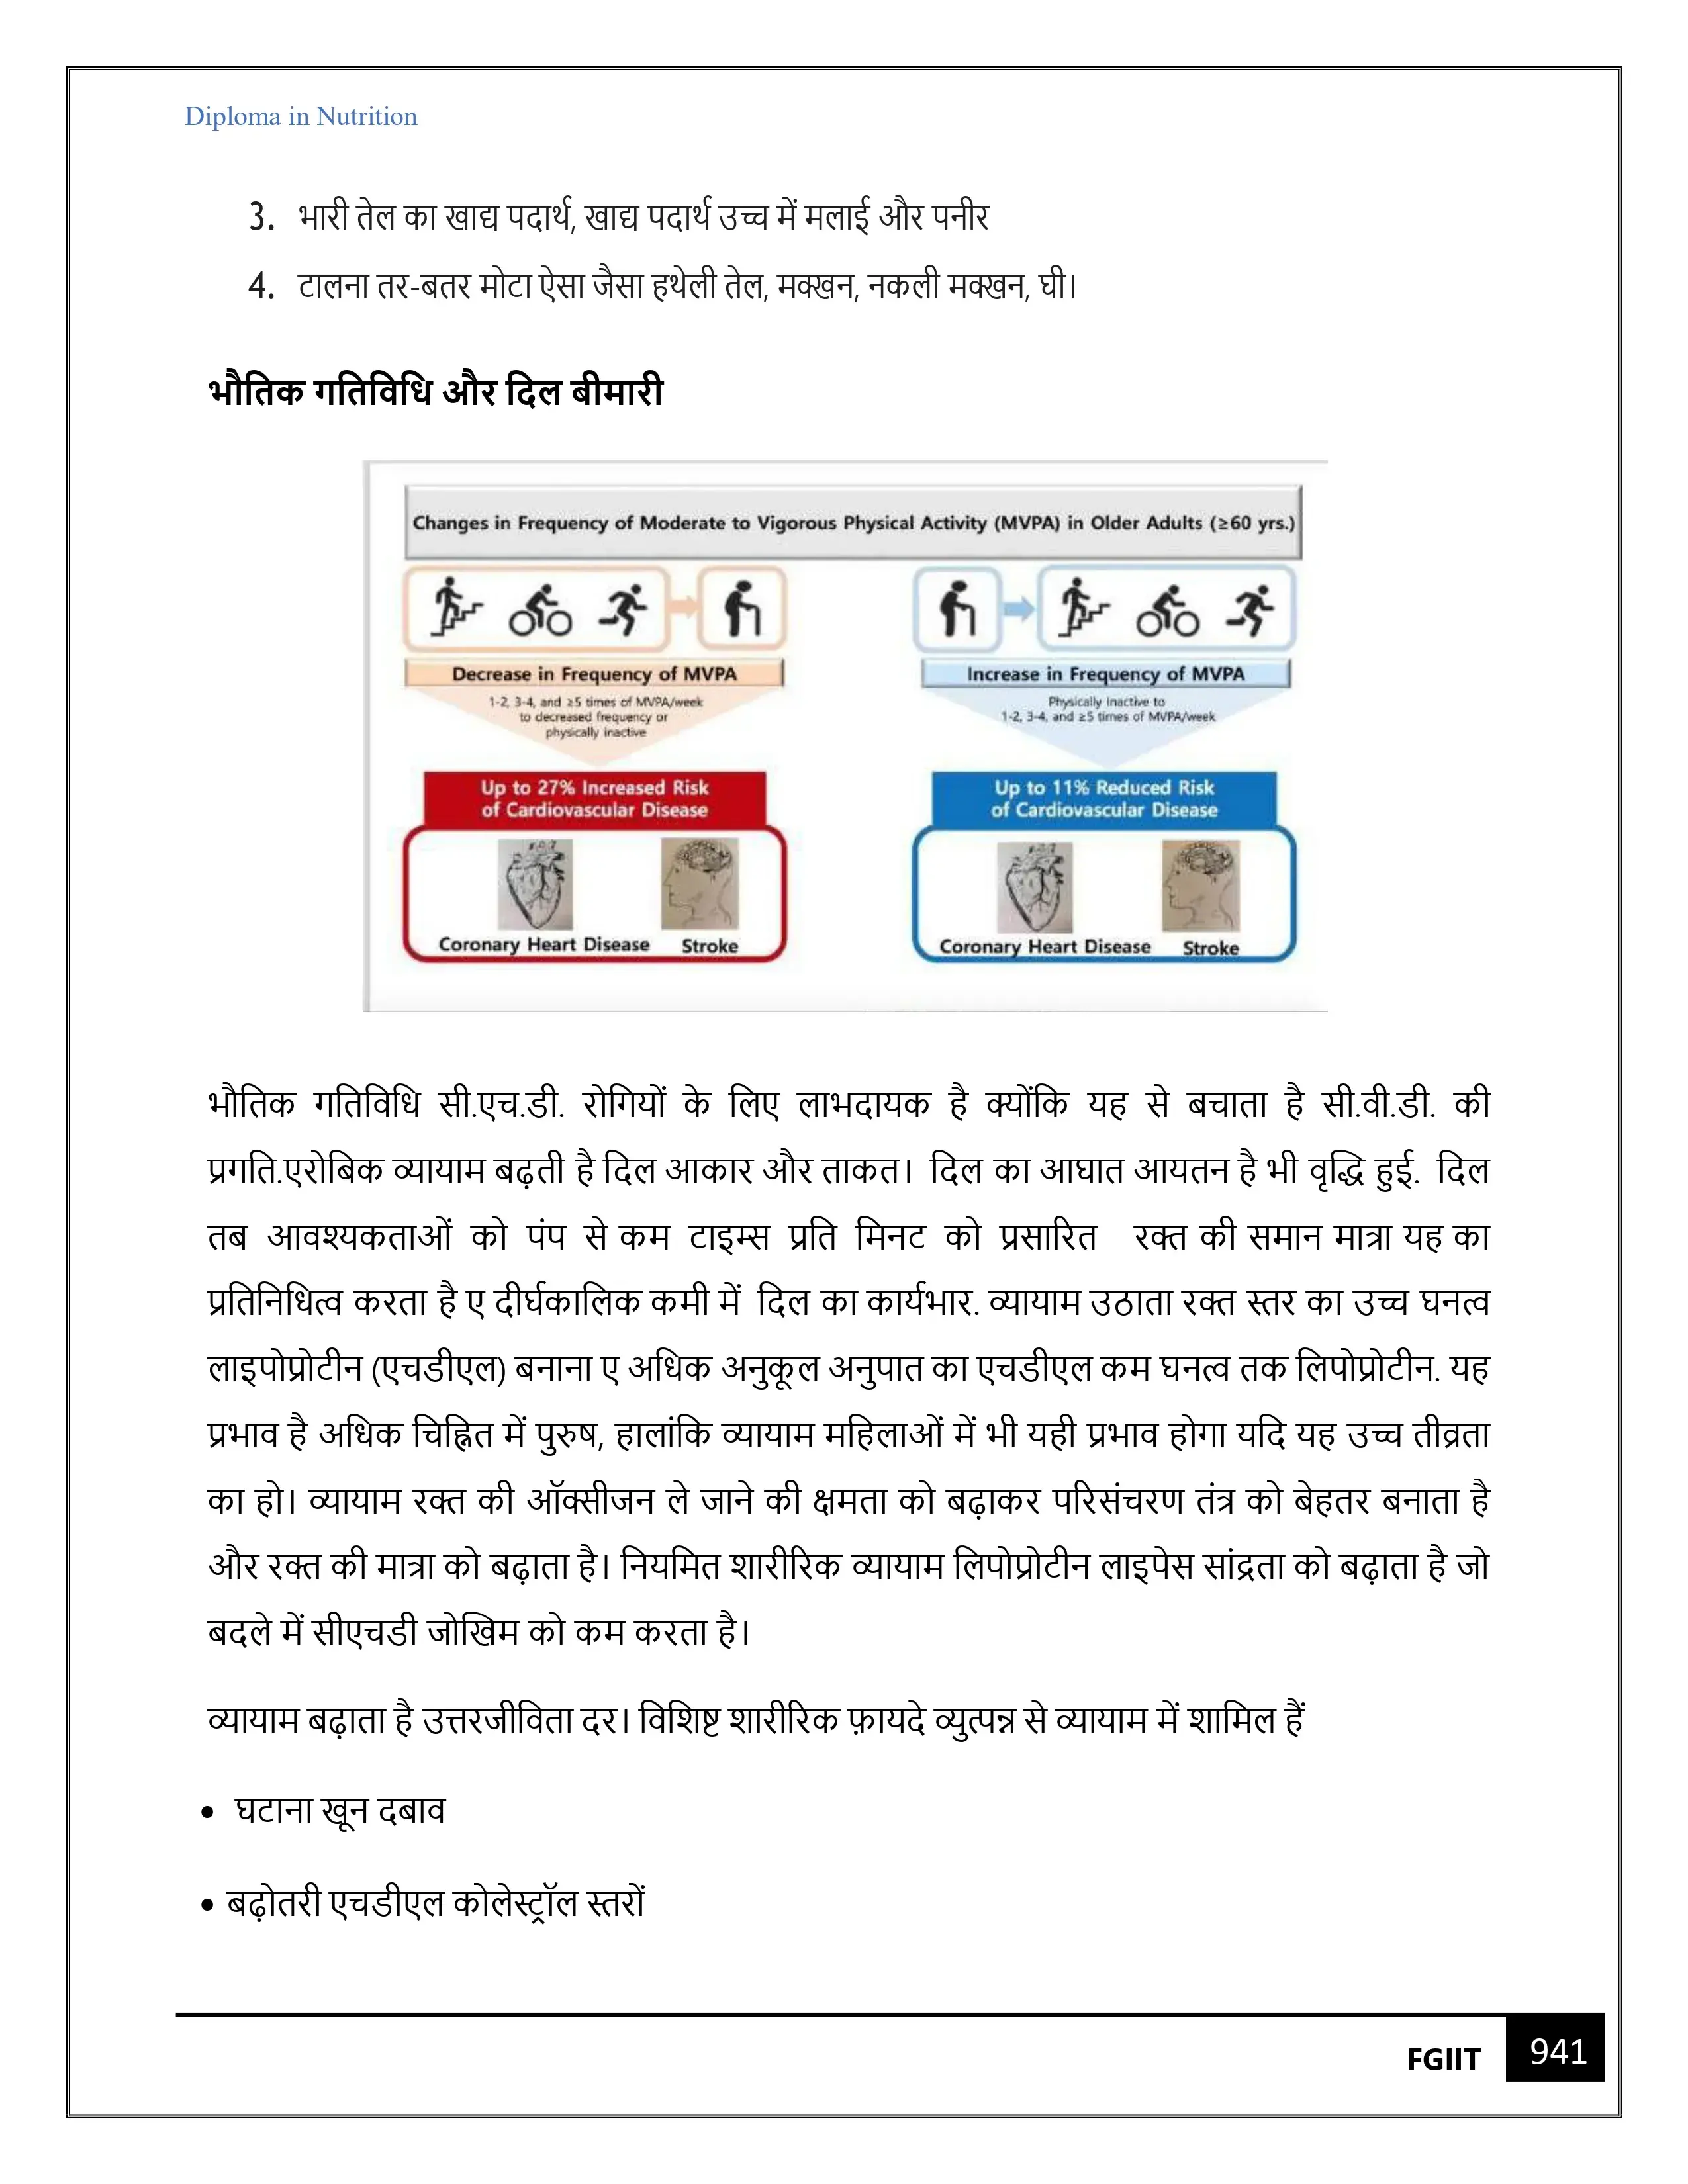 Diploma in Nutrition
3. भारी तेल का खाद्य पदार्थ, खाद्य पदार्थ उच्च में मलाई और पनीर
4. टालना तर-बतर मोटा ऐसा जैसा हथेली तेल, मक्खन, नकली मक्खन, घी।
भौतिक गतिविधि और दिल बीमारी
Changes in Frequency of Moderate to Vigorous Physical Activity (MVPA) in Older Adults (≥60 yrs.)
Decrease in Frequency of MVPA
1-2, 3-4, and ≥5 times of MVPA/week
to decreased frequency or
physically inactive
Up to 27% Increased Risk
of Cardiovascular Disease
Coronary Heart Disease Stroke
Increase in Frequency of MVPA
Physically Inactive to
1-2, 3-4, and ≥5 times of MVPA/week
Up to 11% Reduced Risk
of Cardiovascular Disease
Coronary Heart Disease Stroke
भौतिक गतिविधि सी.एच.डी. रोगियों के लिए लाभदायक है क्योंकि यह से बचाता है सी.वी.डी. की
प्रगति.एरोबिक व्यायाम बढ़ती है दिल आकार और ताकत। दिल का आघात आयतन है भी वृद्धि हुई. दिल
तब आवश्यकताओं को पंप से कम टाइम्स प्रति मिनट को प्रसारित रक्त की समान मात्रा यह का
प्रतिनिधित्व करता है ए दीर्घकालिक कमी में दिल का कार्यभार. व्यायाम उठाता रक्त स्तर का उच्च घनत्व
लाइपोप्रोटीन (एचडीएल) बनाना ए अधिक अनुकूल अनुपात का एचडीएल कम घनत्व तक लिपोप्रोटीन. यह
प्रभाव है अधिक चिह्नित में पुरुष, हालांकि व्यायाम महिलाओं में भी यही प्रभाव होगा यदि यह उच्च तीव्रता
का हो। व्यायाम रक्त की ऑक्सीजन ले जाने की क्षमता को बढ़ाकर परिसंचरण तंत्र को बेहतर बनाता है
और रक्त की मात्रा को बढ़ाता है। नियमित शारीरिक व्यायाम लिपोप्रोटीन लाइपेस सांद्रता को बढ़ाता है जो
बदले में सीएचडी जोखिम को कम करता है।
व्यायाम बढ़ाता है उत्तरजीविता दर। विशिष्ट शारीरिक फ़ायदे व्युत्पन्न से व्यायाम में शामिल हैं
• घटाना खून दबाव
• बढ़ोतरी एचडीएल कोलेस्ट्रॉल स्तरों
FGIIT 941